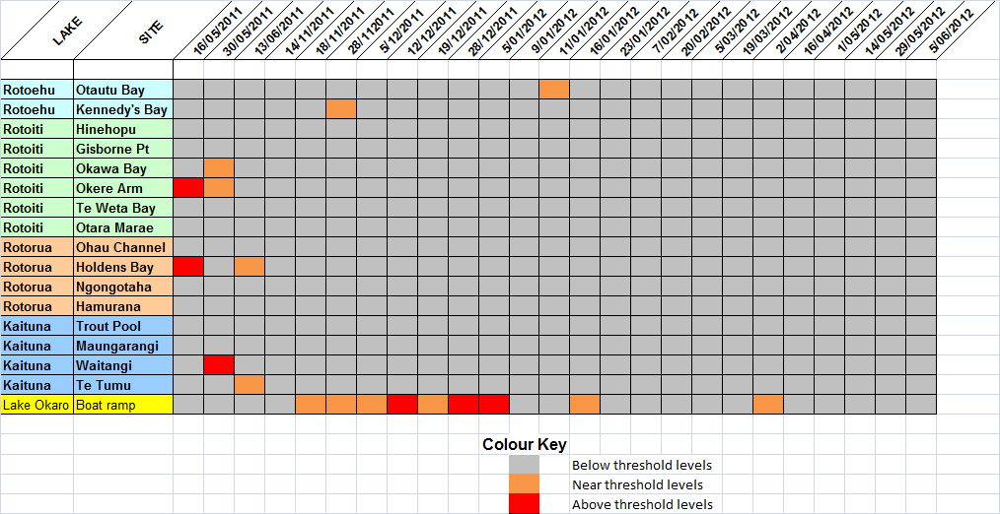 LAKE SITE 16/05/2011 30/05/2011 13/06/2011 14/11/2011 18/11/2011 28/11/2011 5/12/2011 12/12/2011 19/12/2011 28/12/2011 5/01/2012 9/01/2012 11/01/2012 16/01/2012 23/01/2012 7/02/2012 20/02/2012 5/03/2012 19/03/2012 2/04/2012 16/04/2012 1/05/2012 14/05/2012 29/05/2012 5/06/2012
Rotoehu Otautu Bay
Rotoehu Kennedy's Bay
Rotoiti Hinehopu
Rotoiti Gisborne Pt
Rotoiti Okawa Bay
Rotoiti Okere Arm
Rotoiti Te Weta Bay
Rotoiti Otara Marae
Rotorua Ohau Channel
Rotorua Holdens Bay
Rotorua Ngongotaha
Rotorua Hamurana
Kaituna Trout Pool
Kaituna Maungarangi
Kaituna Waitangi
Kaituna Te Tumu
Lake Okaro Boat ramp
Colour Key
Below threshold levels
Near threshold levels
Above threshold levels